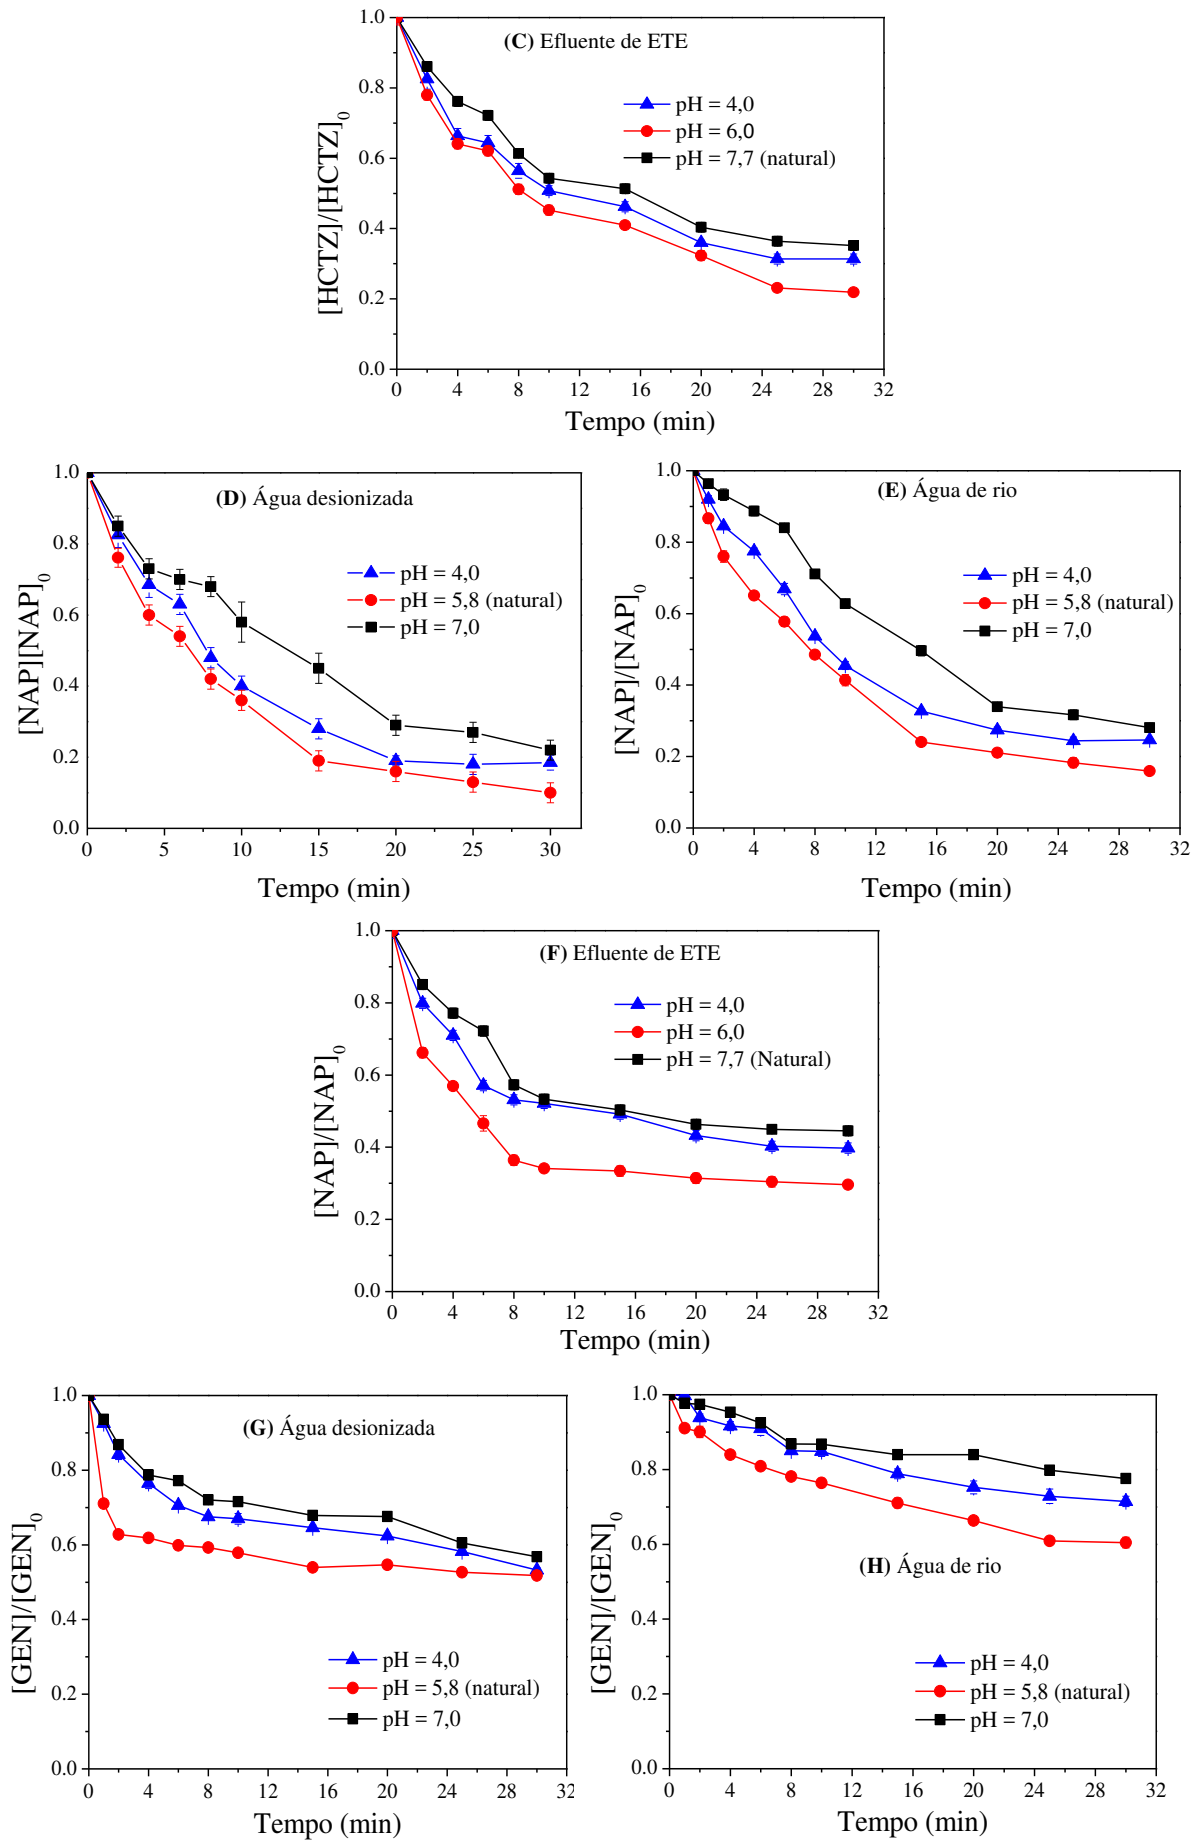 (C) Efluente de ETE
pH = 4,0
pH = 6,0
pH = 7,7 (natural)
[HCTZ]/[HCTZ]0
1.0
0.8
0.6
0.4
0.2
0.0
0 4 8 12 16 20 24 28 32
Tempo (min)
(D) Água desionizada
pH = 4,0
pH = 5,8 (natural)
pH = 7,0
[NAP][NAP]0
1.0
0.8
0.6
0.4
0.2
0.0
0 5 10 15 20 25 30
Tempo (min)
(E) Água de rio
pH = 4,0
pH = 5,8 (natural)
pH = 7,0
[NAP]/[NAP]0
1.0
0.8
0.6
0.4
0.2
0.0
0 4 8 12 16 20 24 28 32
Tempo (min)
(F) Efluente de ETE
pH = 4,0
pH = 6,0
pH = 7,7 (Natural)
[NAP]/[NAP]0
1.0
0.8
0.6
0.4
0.2
0.0
0 4 8 12 16 20 24 28 32
Tempo (min)
(G) Água desionizada
pH = 4,0
pH = 5,8 (natural)
pH = 7,0
[GEN]/[GEN]0
1.0
0.8
0.6
0.4
0.2
0.0
0 4 8 12 16 20 24 28 32
Tempo (min)
(H) Água de rio
pH = 4,0
pH = 5,8 (natural)
pH = 7,0
[GEN]/[GEN]0
1.0
0.8
0.6
0.4
0.2
0.0
0 4 8 12 16 20 24 28 32
Tempo (min)